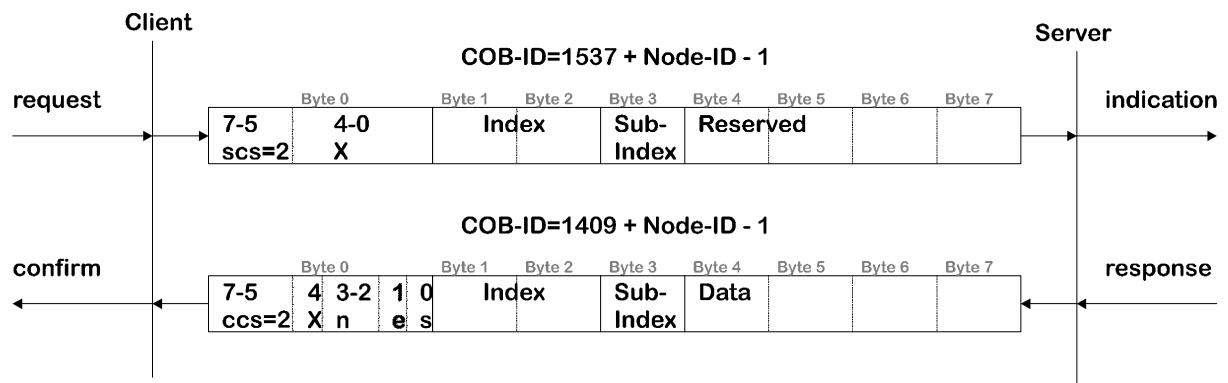 Client
Server
COB-ID=1537 + Node-ID - 1
request
indication
Byte 0 Byte 1 Byte 2 Byte 3 Byte 4 Byte 5 Byte 6 Byte 7
7-5 4-0 Index Sub- Reserved
scs=2 X Index
COB-ID=1409 + Node-ID - 1
confirm
response
Byte 0 Byte 1 Byte 2 Byte 3 Byte 4 Byte 5 Byte 6 Byte 7
7-5 4 3-2 1 0 Index Sub- Data
ccs=2 X n e s Index